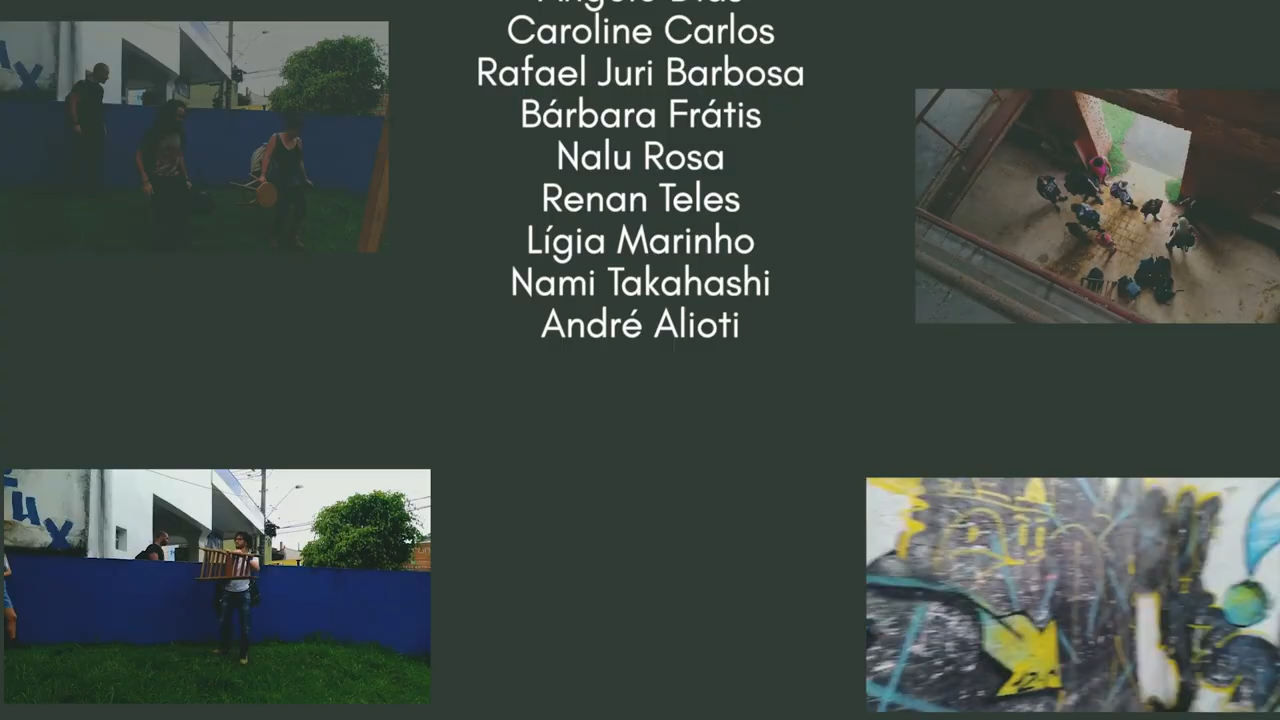 Caroline Carlos
Rafael Juri Barbosa
Bárbara Frátis
Nalu Rosa
Renan Teles
Lígia Marinho
Nami Takahashi
André Alioti